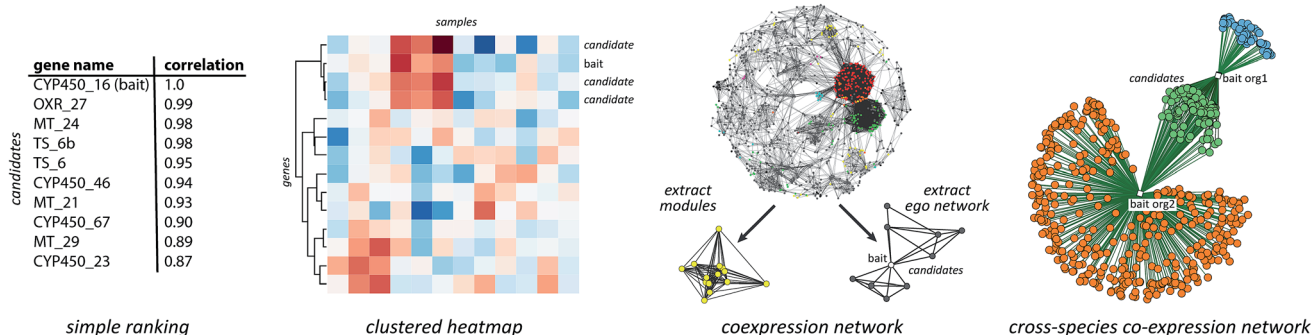 gene name correlation
CYP450_16 (bait) 1.0
OXR_27 0.99
MT_24 0.98
TS_6b 0.98
TS_6 0.95
CYP450_46 0.94
MT_21 0.93
CYP450_67 0.90
MT_29 0.89
CYP450_23 0.87
candidates
simple ranking
samples
candidate
bait
candidate
candidate
genes
clustered heatmap
extract
modules
extract
ego network
bait
candidates
coexpression network
candidates
bait org1
bait org2
cross-species co-expression network